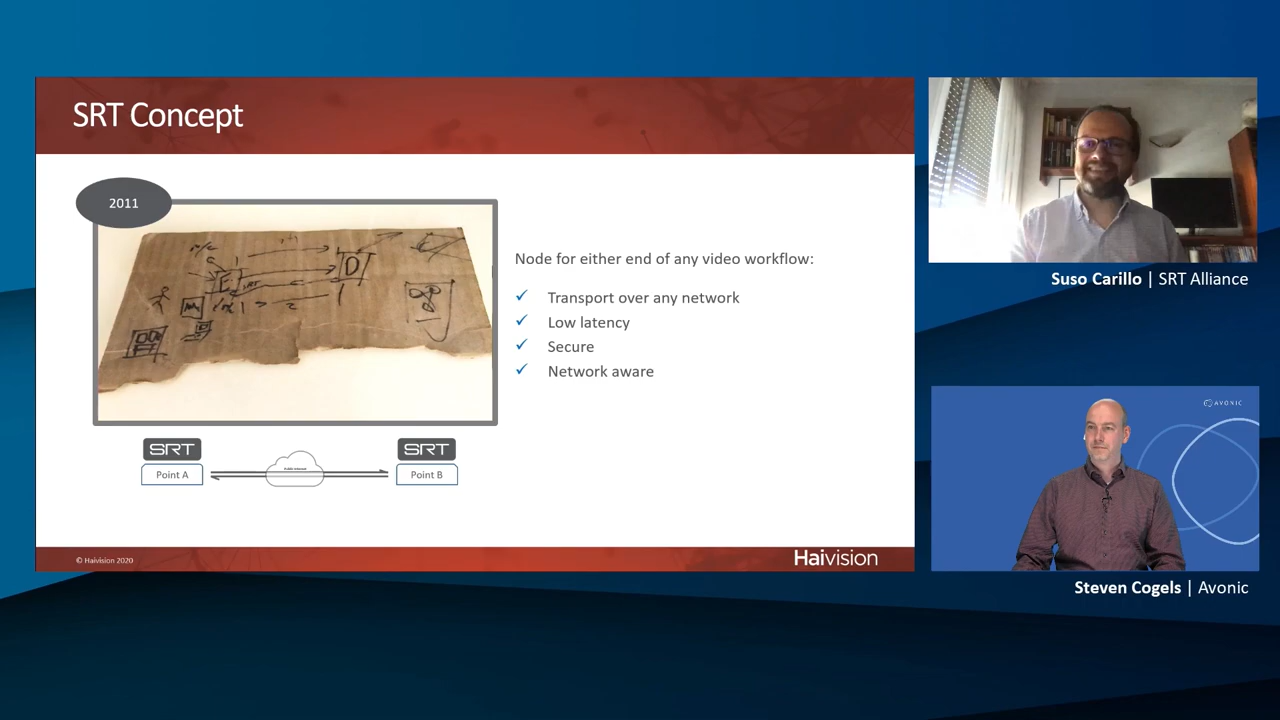 SRT Concept
2011
Node for either end of any video workflow:
Transport over any network
Low latency
Secure
Network aware
SRT
SRT
Point A
Point B
© Haivision 2020
Haivision
Suso Carillo | SRT Alliance
AVONIC
Steven Cogels | Avonic